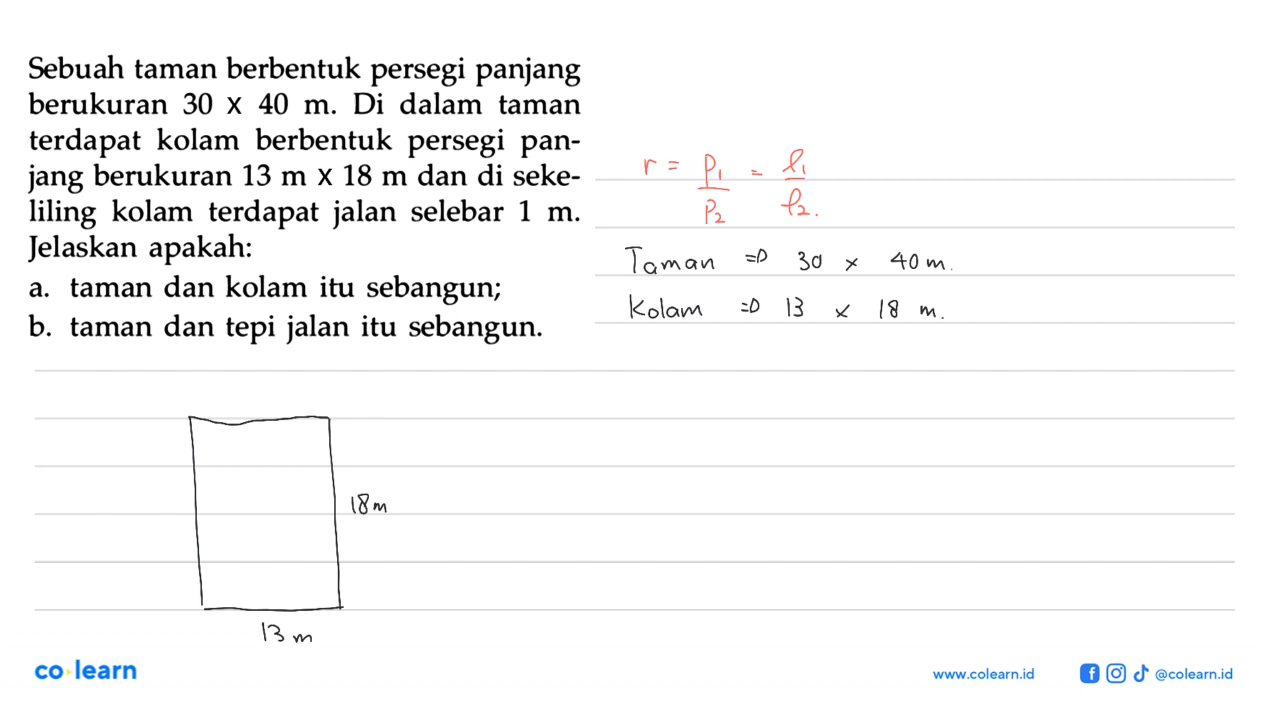 Sebuah taman berbentuk persegi panjang
berukuran 30 x 40 m. Di dalam taman
terdapat kolam berbentuk persegi pan-
jang berukuran 13 m x 18 m dan di seke-
liling kolam terdapat jalan selebar 1 m.
Jelaskan apakah:
a. taman dan kolam itu sebangun;
b. taman dan tepi jalan itu sebangun.
r = p₁/p₂ = l₁/l₂.
Taman => 30 x 40 m.
Kolam => 13 x 18 m.
18 m
13 m
co learn
www.colearn.id
@colearn.id